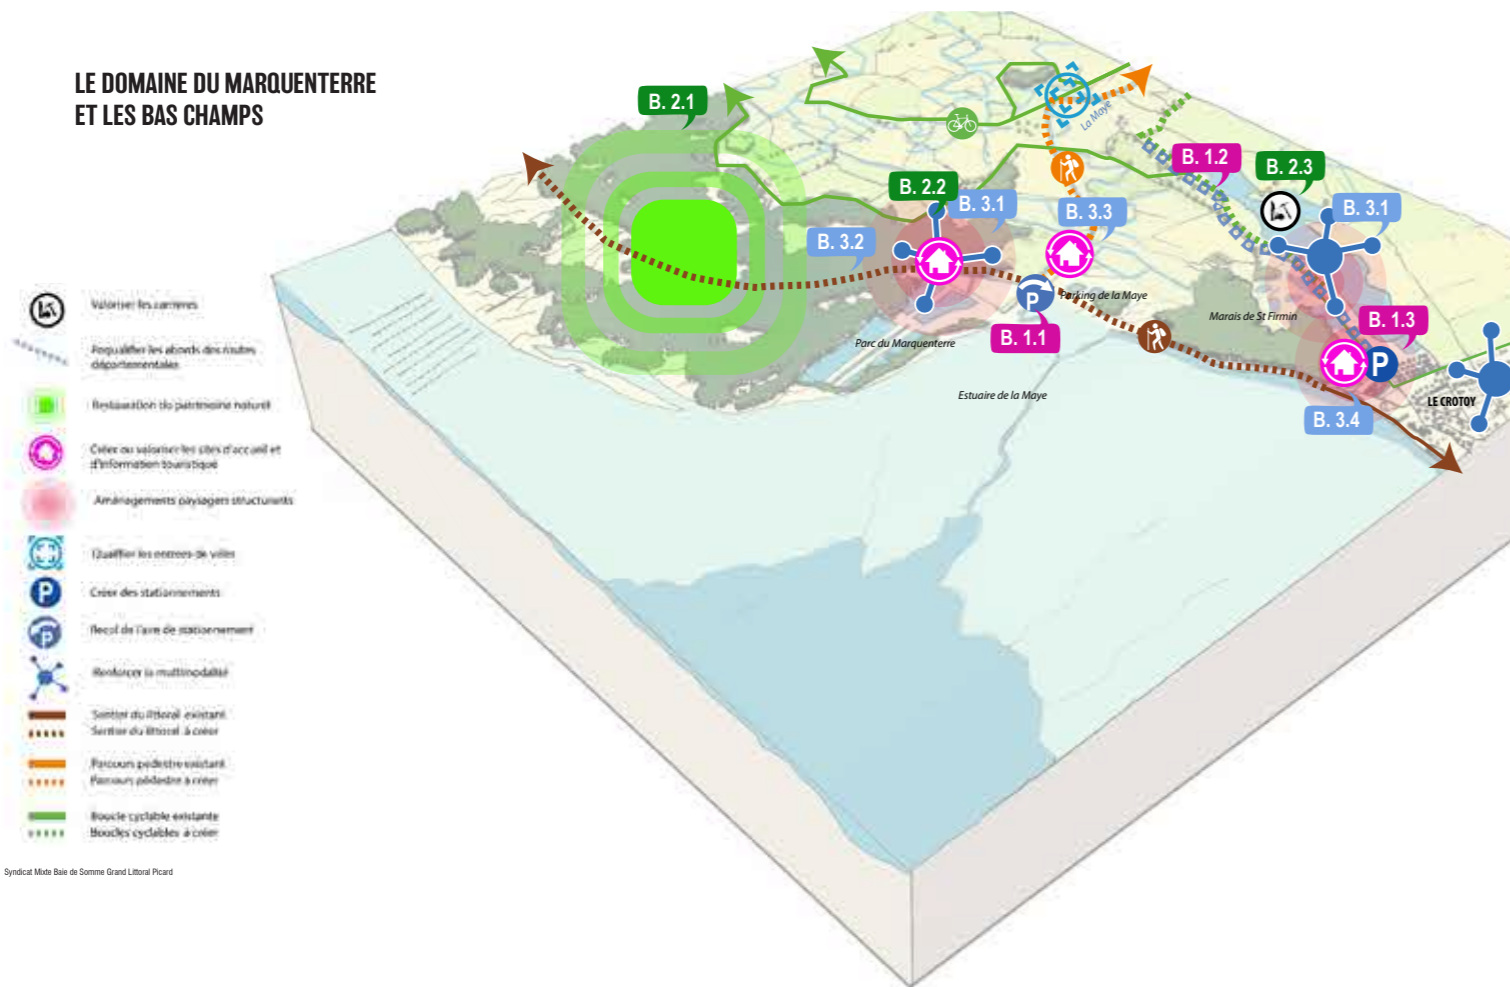 LE DOMAINE DU MARQUENTERRE
ET LES BAS CHAMPS
B. 2.1
La Maye
B. 1.2
B. 2.3
B. 2.2
B. 3.1
B. 3.3
B. 3.1
B. 3.2
P
Parking de la Maye
Marais de St Firmin
B. 1.1
B. 1.3
Parc du Marquenterre
P
Estuaire de la Maye
LE CROTOY
B. 3.4
Valoriser les carrières
Requalifier les abords des routes
départementales
Restauration du patrimoine naturel
Créer ou valoriser les sites d'accueil et
d'information touristique
Aménagements paysagers structurants
Qualifier les entrées de villes
P
Créer des stationnements
P
Recul de l'aire de stationnement
Renforcer la multimodalité
Sentier du littoral existant
Sentier du littoral à créer
Parcours pédestre existant
Parcours pédestre à créer
Boucle cyclable existante
Boucles cyclables à créer
Syndicat Mixte Baie de Somme Grand Littoral Picard